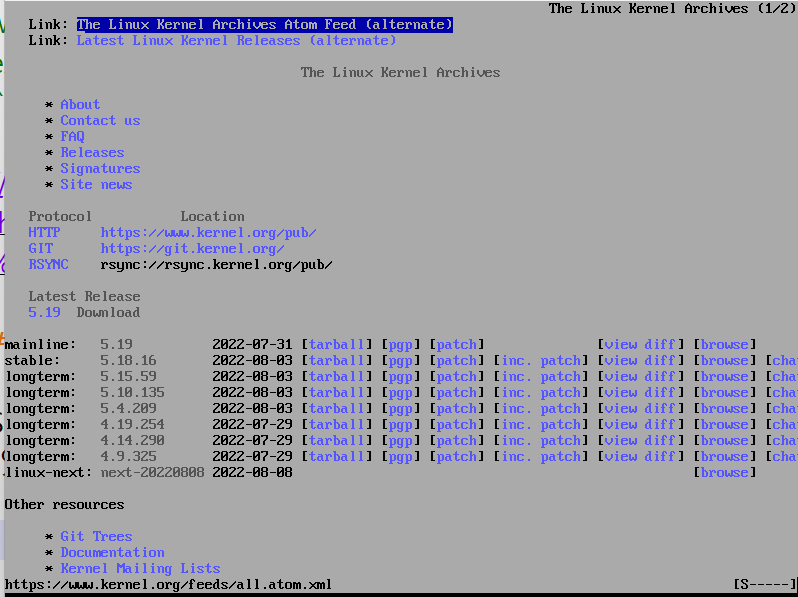 The Linux Kernel Archives (1/2)
Link: The Linux Kernel Archives Atom Feed (alternate)
Link: Latest Linux Kernel Releases (alternate)
The Linux Kernel Archives
* About
* Contact us
* FAQ
* Releases
* Signatures
* Site news
Protocol Location
HTTP https://www.kernel.org/pub/
GIT https://git.kernel.org/
RSYNC rsync://rsync.kernel.org/pub/
Latest Release
5.19 Download
mainline: 5.19 2022-07-31 [tarball] [pgp] [patch] [view diff] [browse]
stable: 5.18.16 2022-08-03 [tarball] [pgp] [patch] [inc. patch] [view diff] [browse] [cha
longterm: 5.15.59 2022-08-03 [tarball] [pgp] [patch] [inc. patch] [view diff] [browse] [cha
longterm: 5.10.135 2022-08-03 [tarball] [pgp] [patch] [inc. patch] [view diff] [browse] [cha
longterm: 5.4.209 2022-08-03 [tarball] [pgp] [patch] [inc. patch] [view diff] [browse] [cha
longterm: 4.19.254 2022-07-29 [tarball] [pgp] [patch] [inc. patch] [view diff] [browse] [cha
longterm: 4.14.290 2022-07-29 [tarball] [pgp] [patch] [inc. patch] [view diff] [browse] [cha
longterm: 4.9.325 2022-07-29 [tarball] [pgp] [patch] [inc. patch] [view diff] [browse] [cha
linux-next: next-20220808 2022-08-08 [browse]
Other resources
* Git Trees
* Documentation
* Kernel Mailing Lists
https://www.kernel.org/feeds/all.atom.xml [S-----]